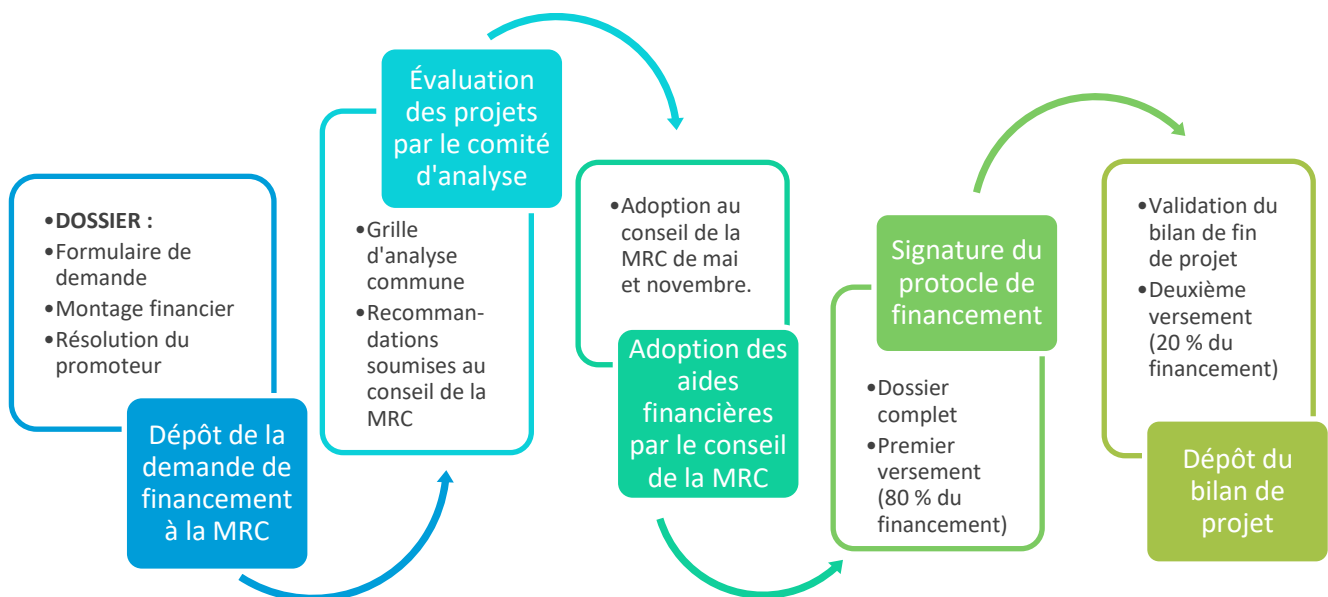 •DOSSIER :
•Formulaire de
demande
•Montage financier
•Résolution du
promoteur
Dépôt de la
demande de
financement
à la MRC
Évaluation
des projets
par le comité
d'analyse
•Grille
d'analyse
commune
•Recomman-
dations
soumises au
conseil de la
MRC
•Adoption au
conseil de la
MRC de mai
et novembre.
Adoption des
aides
financières
par le conseil
de la MRC
Signature du
protocle de
financement
•Dossier
complet
•Premier
versement
(80 % du
financement)
•Validation du
bilan de fin
de projet
•Deuxième
versement
(20 % du
financement)
Dépôt du
bilan de
projet